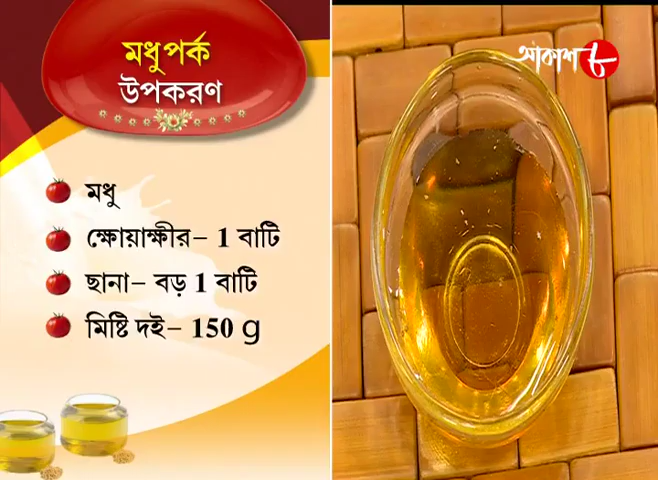 মধুপর্ক
উপকরণ
মধু
ক্ষোয়াক্ষীর– 1 বাটি
ছানা– বড় 1 বাটি
মিষ্টি দই– 150 g
আকাশ ৮